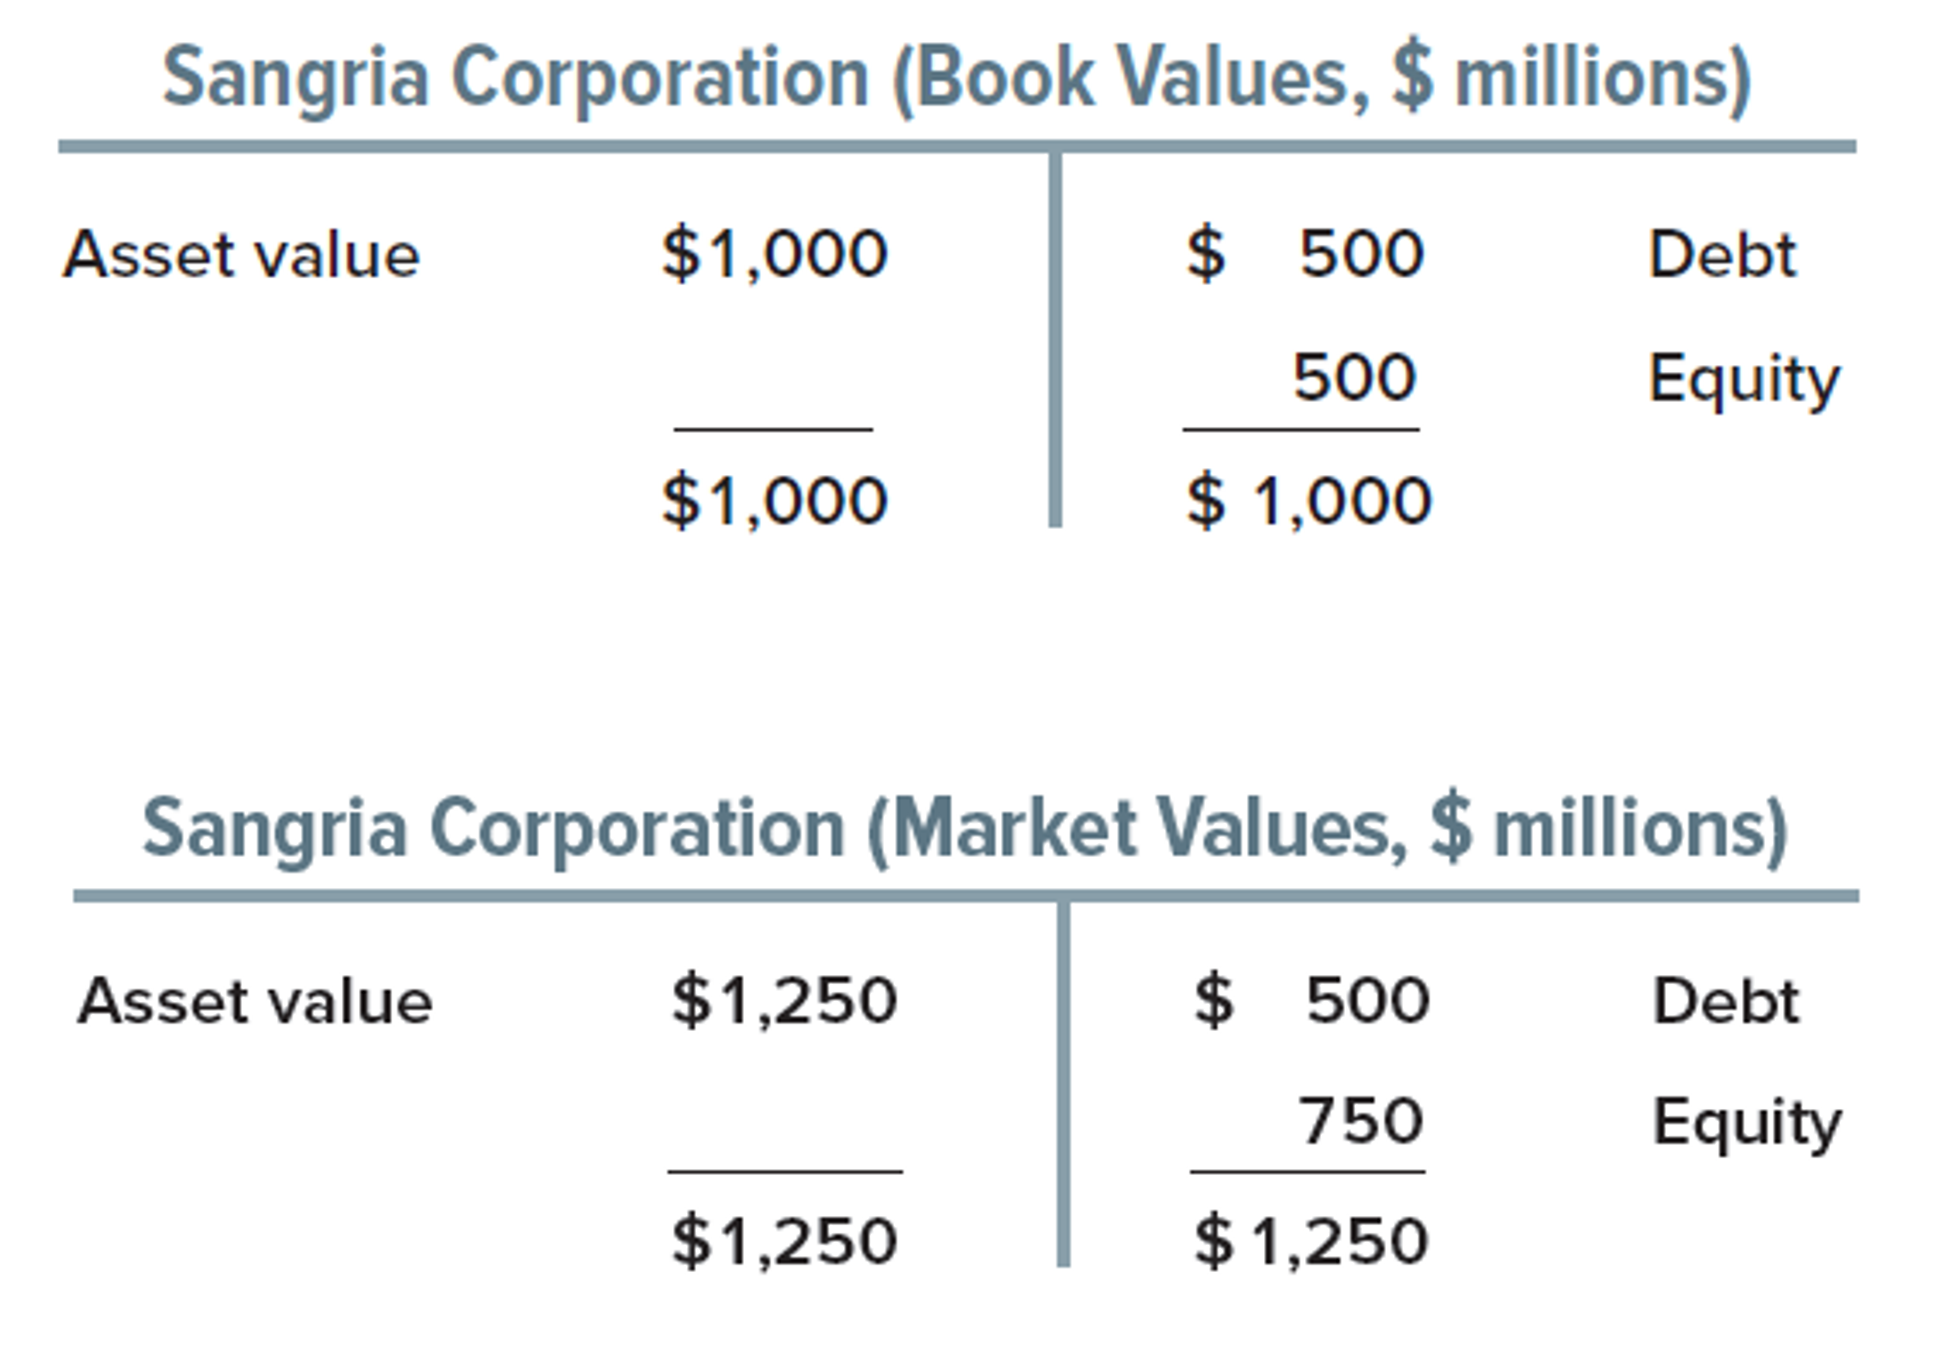 Sangria Corporation (Book Values, $ millions)
Asset value $1,000 $ 500 Debt
500 Equity
$1,000 $ 1,000
Sangria Corporation (Market Values, $ millions)
Asset value $1,250 $ 500 Debt
750 Equity
$1,250 $ 1,250